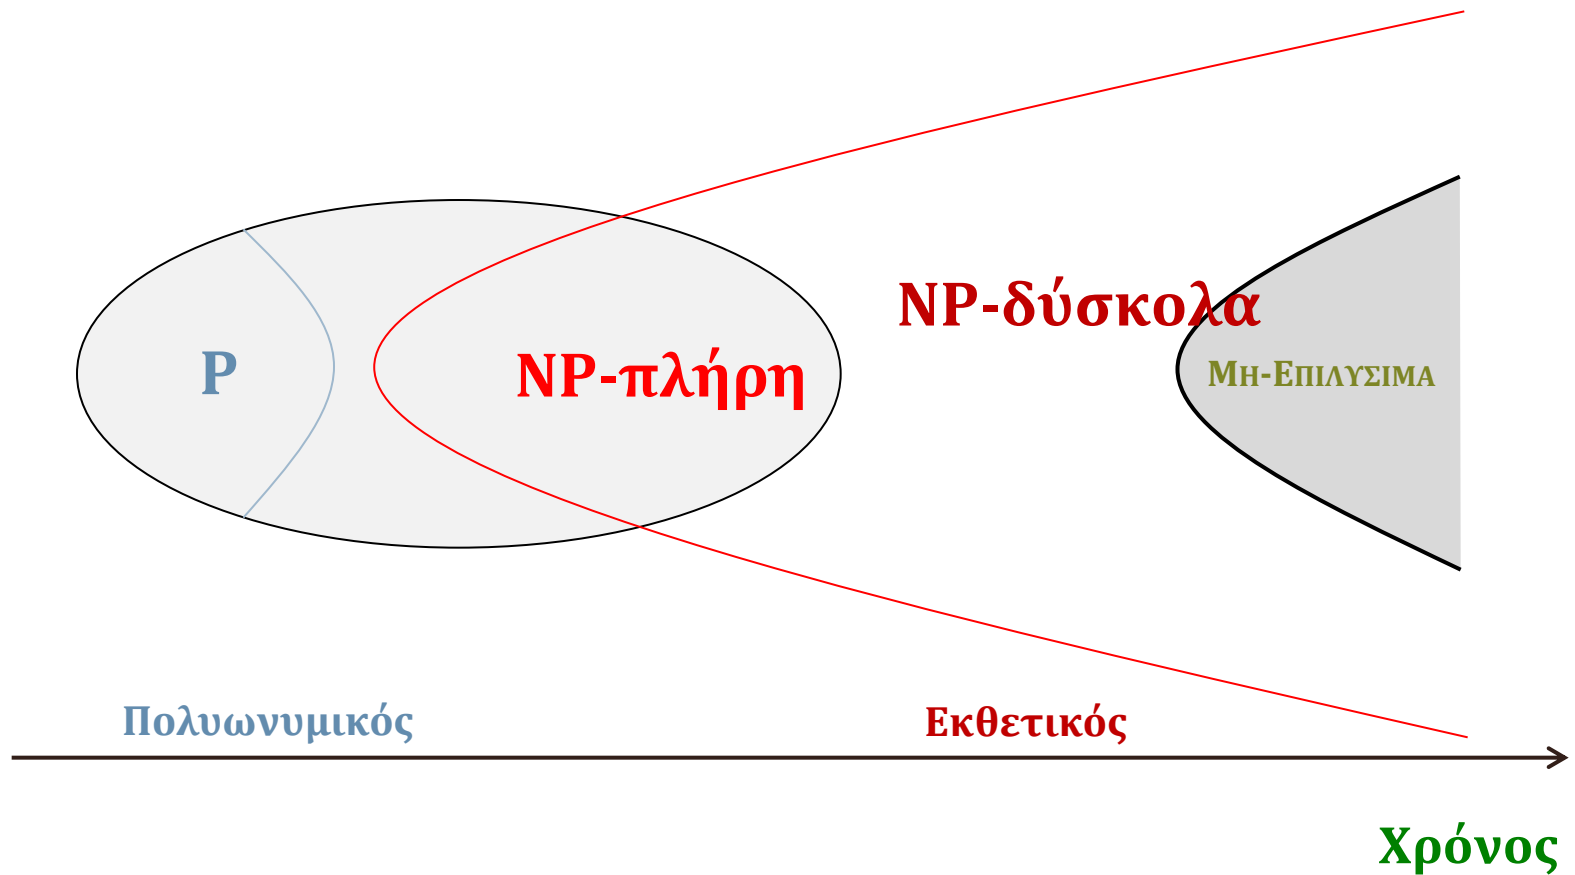 NP-δύσκολα
P
NP-πλήρη
Μη-Επιλυσιμα
Πολυωνυμικός
Εκθετικός
Χρόνος